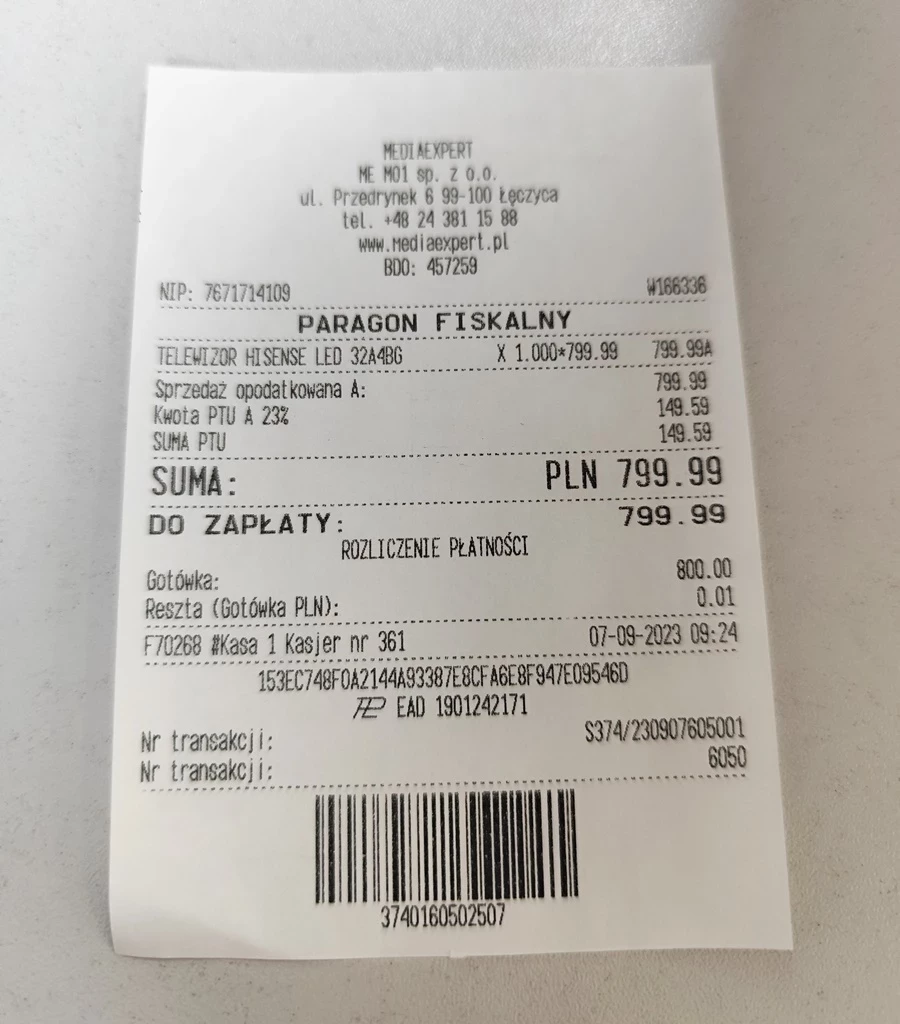 MEDIAEXPERT
ME M01 sp. z o.o.
ul. Przedrynek 6 99-100 Łęczyca
tel. +48 24 381 15 88
www.mediaexpert.pl
BDO: 457259
NIP: 7671714109 W166336
PARAGON FISKALNY
TELEWIZOR HISENSE LED 32A4BG X 1.000*799.99 799.99A
Sprzedaż opodatkowana A: 799.99
Kwota PTU A 23% 149.59
SUMA PTU 149.59
SUMA: PLN 799.99
DO ZAPŁATY: 799.99
ROZLICZENIE PŁATNOŚCI
Gotówka: 800.00
Reszta (Gotówka PLN): 0.01
F70268 #Kasa 1 Kasjer nr 361 07-09-2023 09:24
153EC748F0A2144A93387E8CFA6E8F947E09546D
EAD 1901242171
Nr transakcji: S374/230907605001
Nr transakcji: 6050
3740160502507